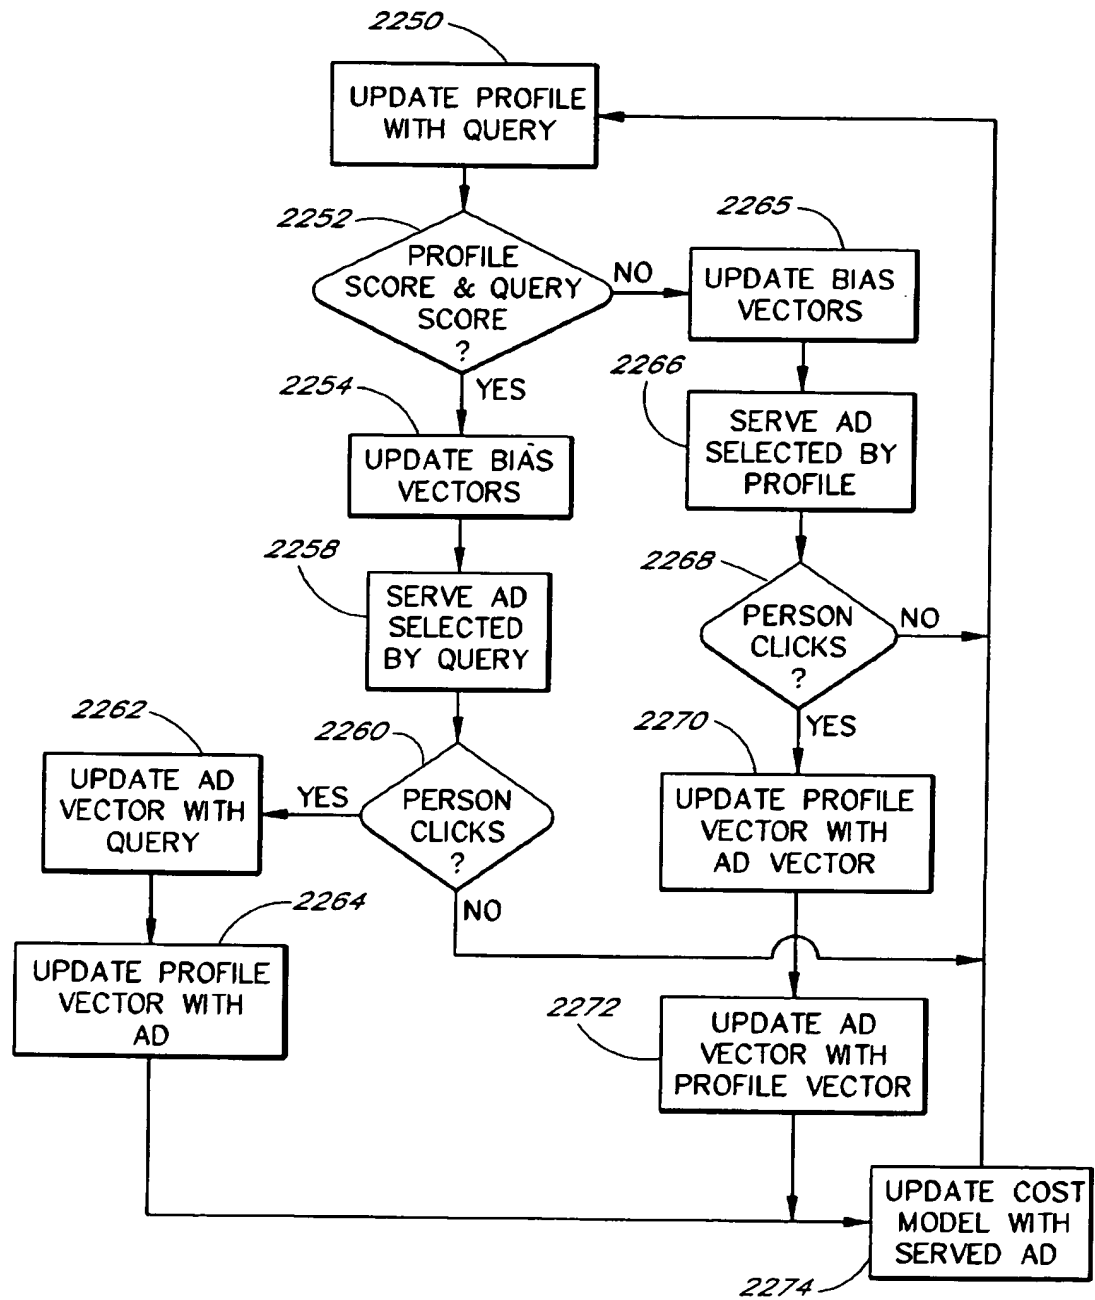 2250
UPDATE PROFILE
WITH QUERY
2252
PROFILE
SCORE & QUERY
SCORE
?
NO
YES
2265
UPDATE BIAS
VECTORS
2254
UPDATE BIAS
VECTORS
2266
SERVE AD
SELECTED BY
PROFILE
2258
SERVE AD
SELECTED
BY QUERY
2268
PERSON
CLICKS
?
NO
YES
2262
UPDATE AD
VECTOR WITH
QUERY
2260
PERSON
CLICKS
?
YES
NO
2270
UPDATE PROFILE
VECTOR WITH
AD VECTOR
2264
UPDATE PROFILE
VECTOR WITH
AD
2272
UPDATE AD
VECTOR WITH
PROFILE VECTOR
UPDATE COST
MODEL WITH
SERVED AD
2274